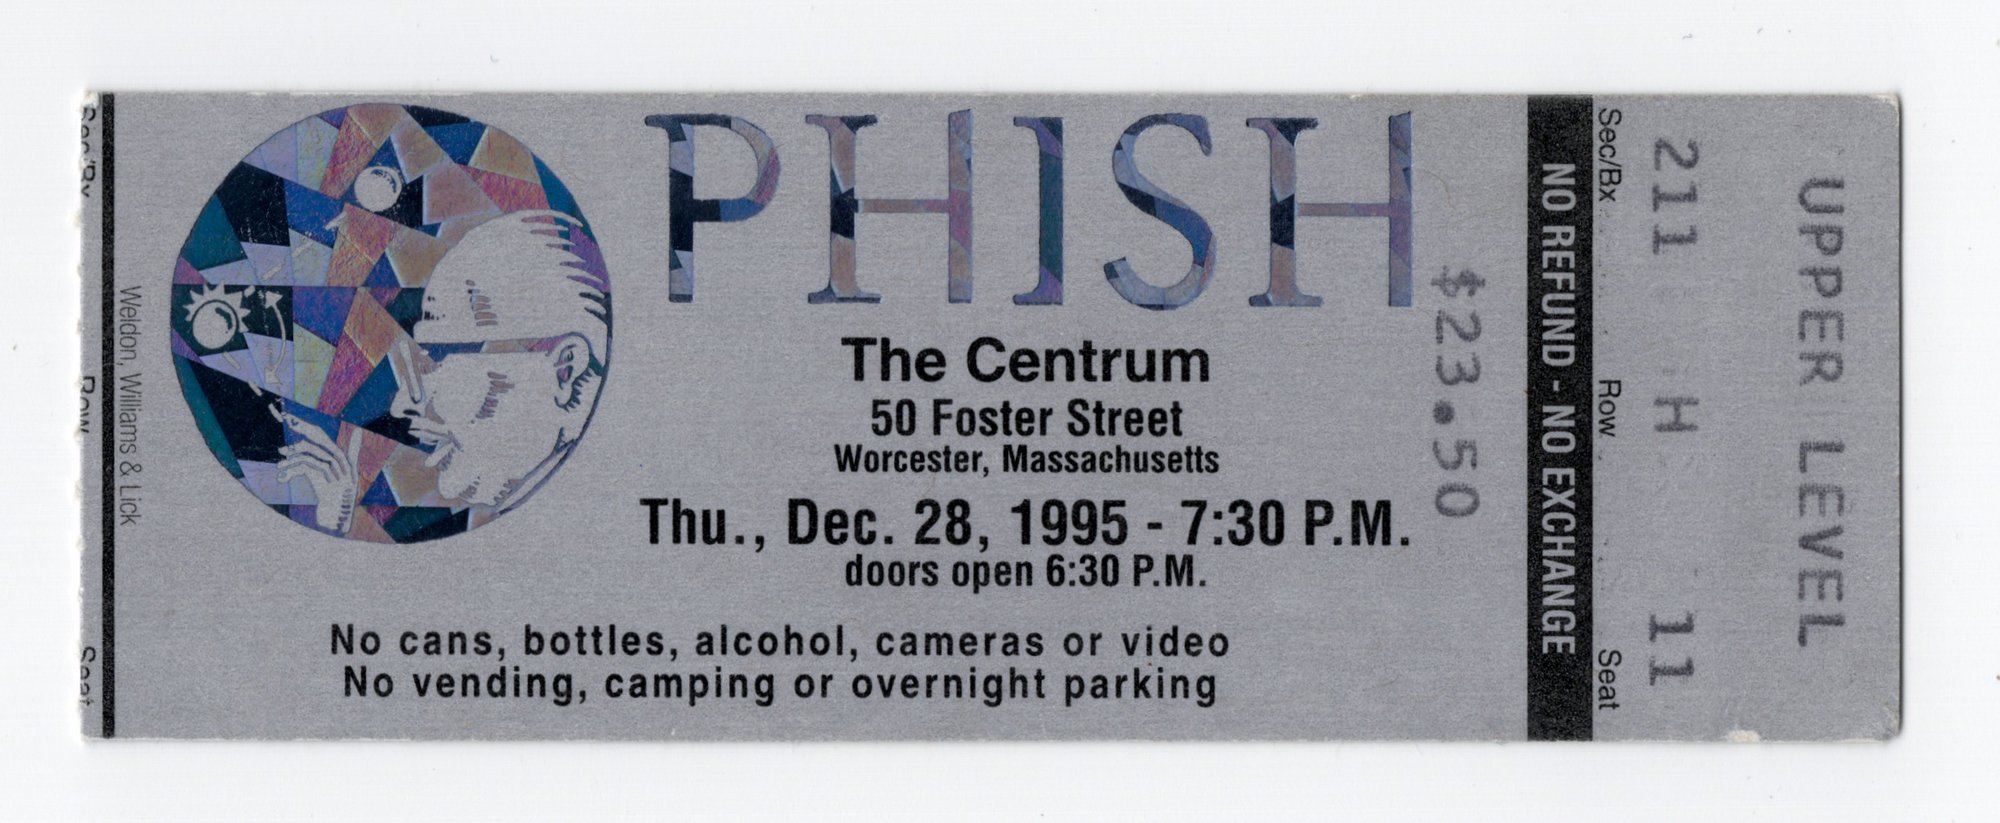 Sec/Bx
Row
Seat
Weldon, Williams & Lick
PHISH
The Centrum
50 Foster Street
Worcester, Massachusetts
Thu., Dec. 28, 1995 - 7:30 P.M.
doors open 6:30 P.M.
No cans, bottles, alcohol, cameras or video
No vending, camping or overnight parking
$23.50
NO REFUND - NO EXCHANGE
Sec/Bx Row Seat
211 H 11
UPPER LEVEL